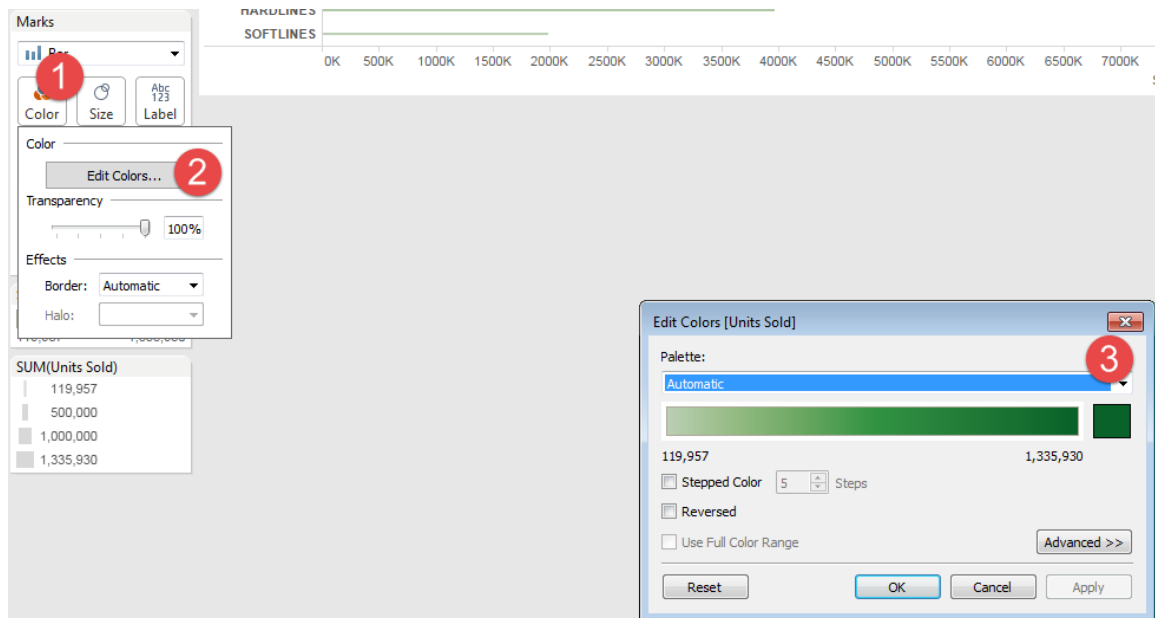 Marks
HARDLINES
SOFTLINES
0K 500K 1000K 1500K 2000K 2500K 3000K 3500K 4000K 4500K 5000K 5500K 6000K 6500K 7000K
1
Abc
123
Color Size Label
Color
Edit Colors... 2
Transparency
100%
Effects
Border: Automatic
Halo:
SUM(Units Sold)
119,957
500,000
1,000,000
1,335,930
Edit Colors [Units Sold]
Palette:
3
Automatic
119,957 1,335,930
Stepped Color 5 Steps
Reversed
Use Full Color Range
Advanced >>
Reset OK Cancel Apply